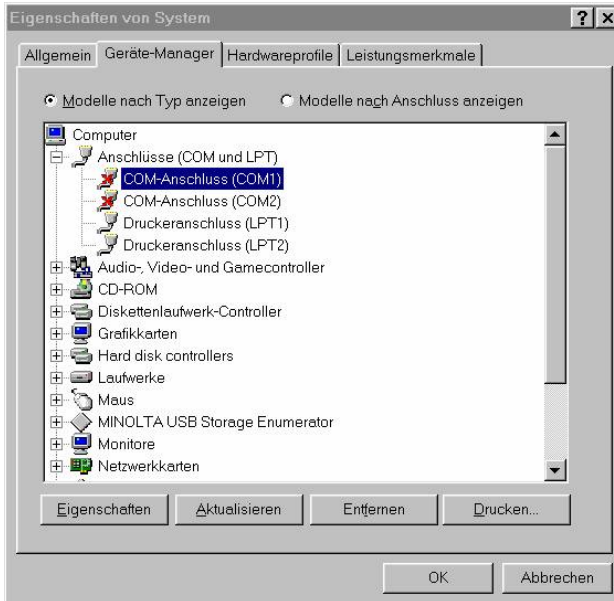 Eigenschaften von System
Allgemein Geräte-Manager Hardwareprofile Leistungsmerkmale
Modelle nach Typ anzeigen Modelle nach Anschluss anzeigen
Computer
Anschlüsse (COM und LPT)
COM-Anschluss (COM1)
COM-Anschluss (COM2)
Druckeranschluss (LPT1)
Druckeranschluss (LPT2)
Audio-, Video- und Gamecontroller
CD-ROM
Diskettenlaufwerk-Controller
Grafikkarten
Hard disk controllers
Laufwerke
Maus
MINOLTA USB Storage Enumerator
Monitore
Netzwerkkarten
Eigenschaften Aktualisieren Entfernen Drucken...
OK Abbrechen